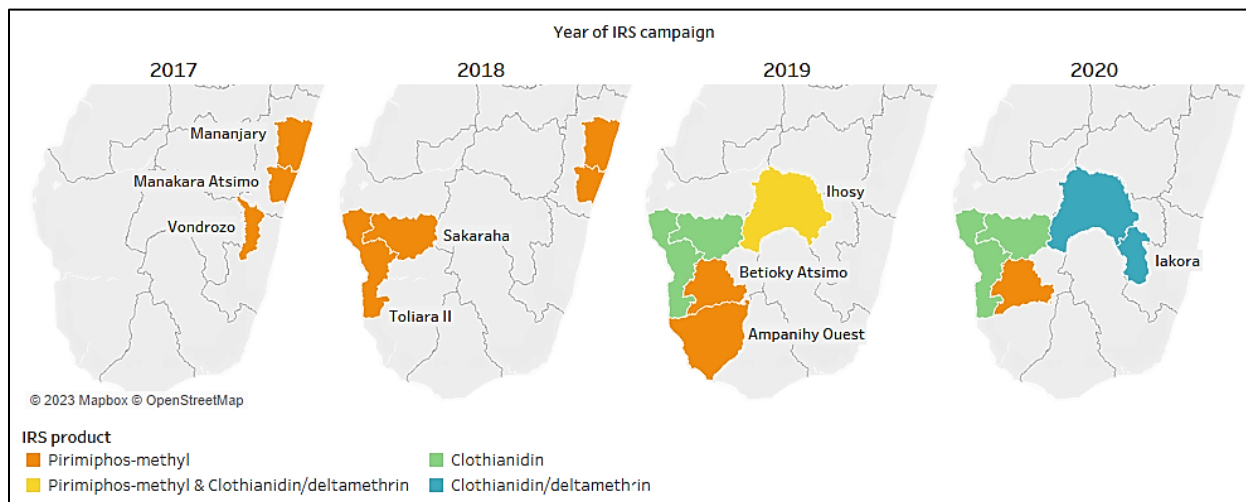 Year of IRS campaign
2017
2018
2019
2020
Mananjary
Manakara Atsimo
Vondrozo
Sakaraha
Toliara II
Ihosy
Betioky Atsimo
Ampanihy Ouest
Iakora
© 2023 Mapbox © OpenStreetMap
IRS product
Pirimiphos-methyl
Clothianidin
Pirimiphos-methyl & Clothianidin/deltamethrin
Clothianidin/deltamethrin